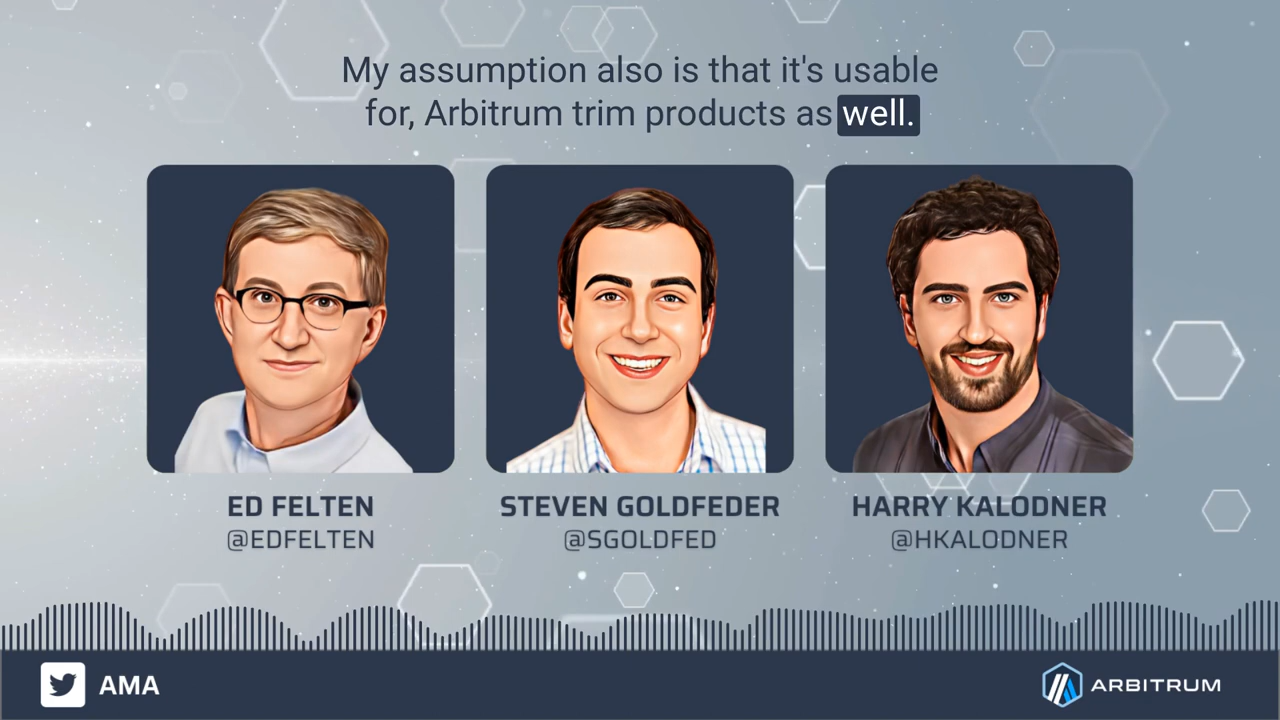 My assumption also is that it's usable
for, Arbitrum trim products as well.
ED FELTEN
@EDFELTEN
STEVEN GOLDFEDER
@SGOLDFED
HARRY KALODNER
@HKALODNER
AMA
ARBITRUM